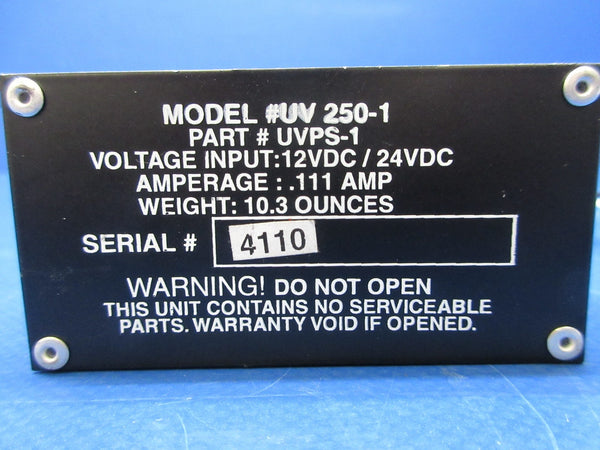 MODEL #UV 250-1
PART # UVPS-1
VOLTAGE INPUT:12VDC / 24VDC
AMPERAGE : .111 AMP
WEIGHT: 10.3 OUNCES
SERIAL # 4110
WARNING! DO NOT OPEN
THIS UNIT CONTAINS NO SERVICEABLE
PARTS. WARRANTY VOID IF OPENED.